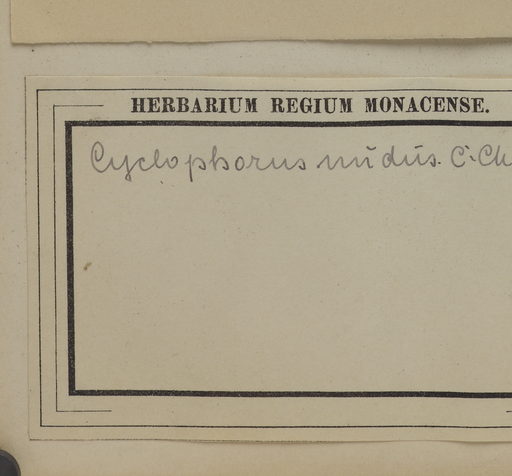 HERBARIUM REGIUM MONACENSE.
Cyclophorus nudus. C. Ch